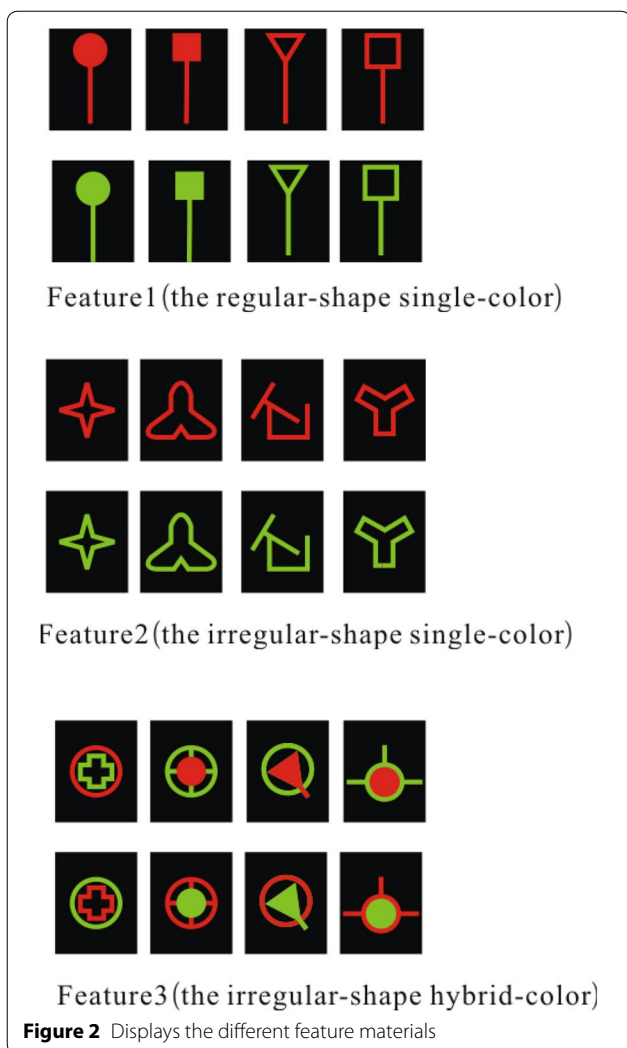 Feature1(the regular-shape single-color)
Feature2(the irregular-shape single-color)
Feature3(the irregular-shape hybrid-color)
Figure 2 Displays the different feature materials